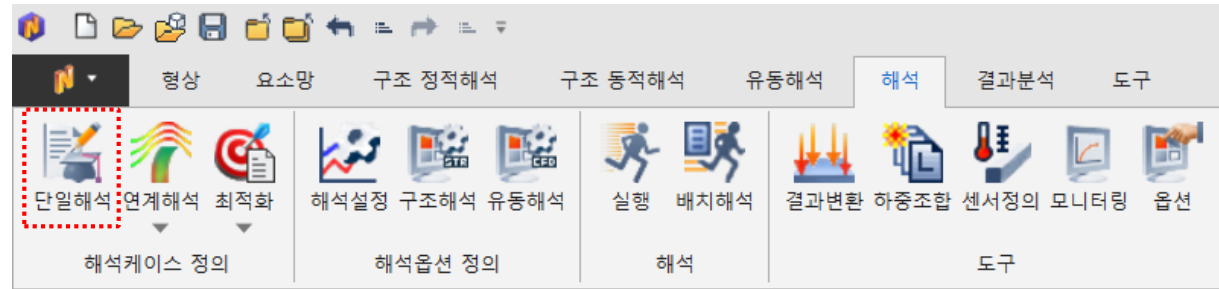 형상 요소망 구조 정적해석 구조 동적해석 유동해석 해석 결과분석 도구
STR CFD L
단일해석 연계해석 최적화 해석설정 구조해석 유동해석 실행 배치해석 결과변환 하중조합 센서정의 모니터링 옵션
해석케이스 정의 해석옵션 정의 해석 도구